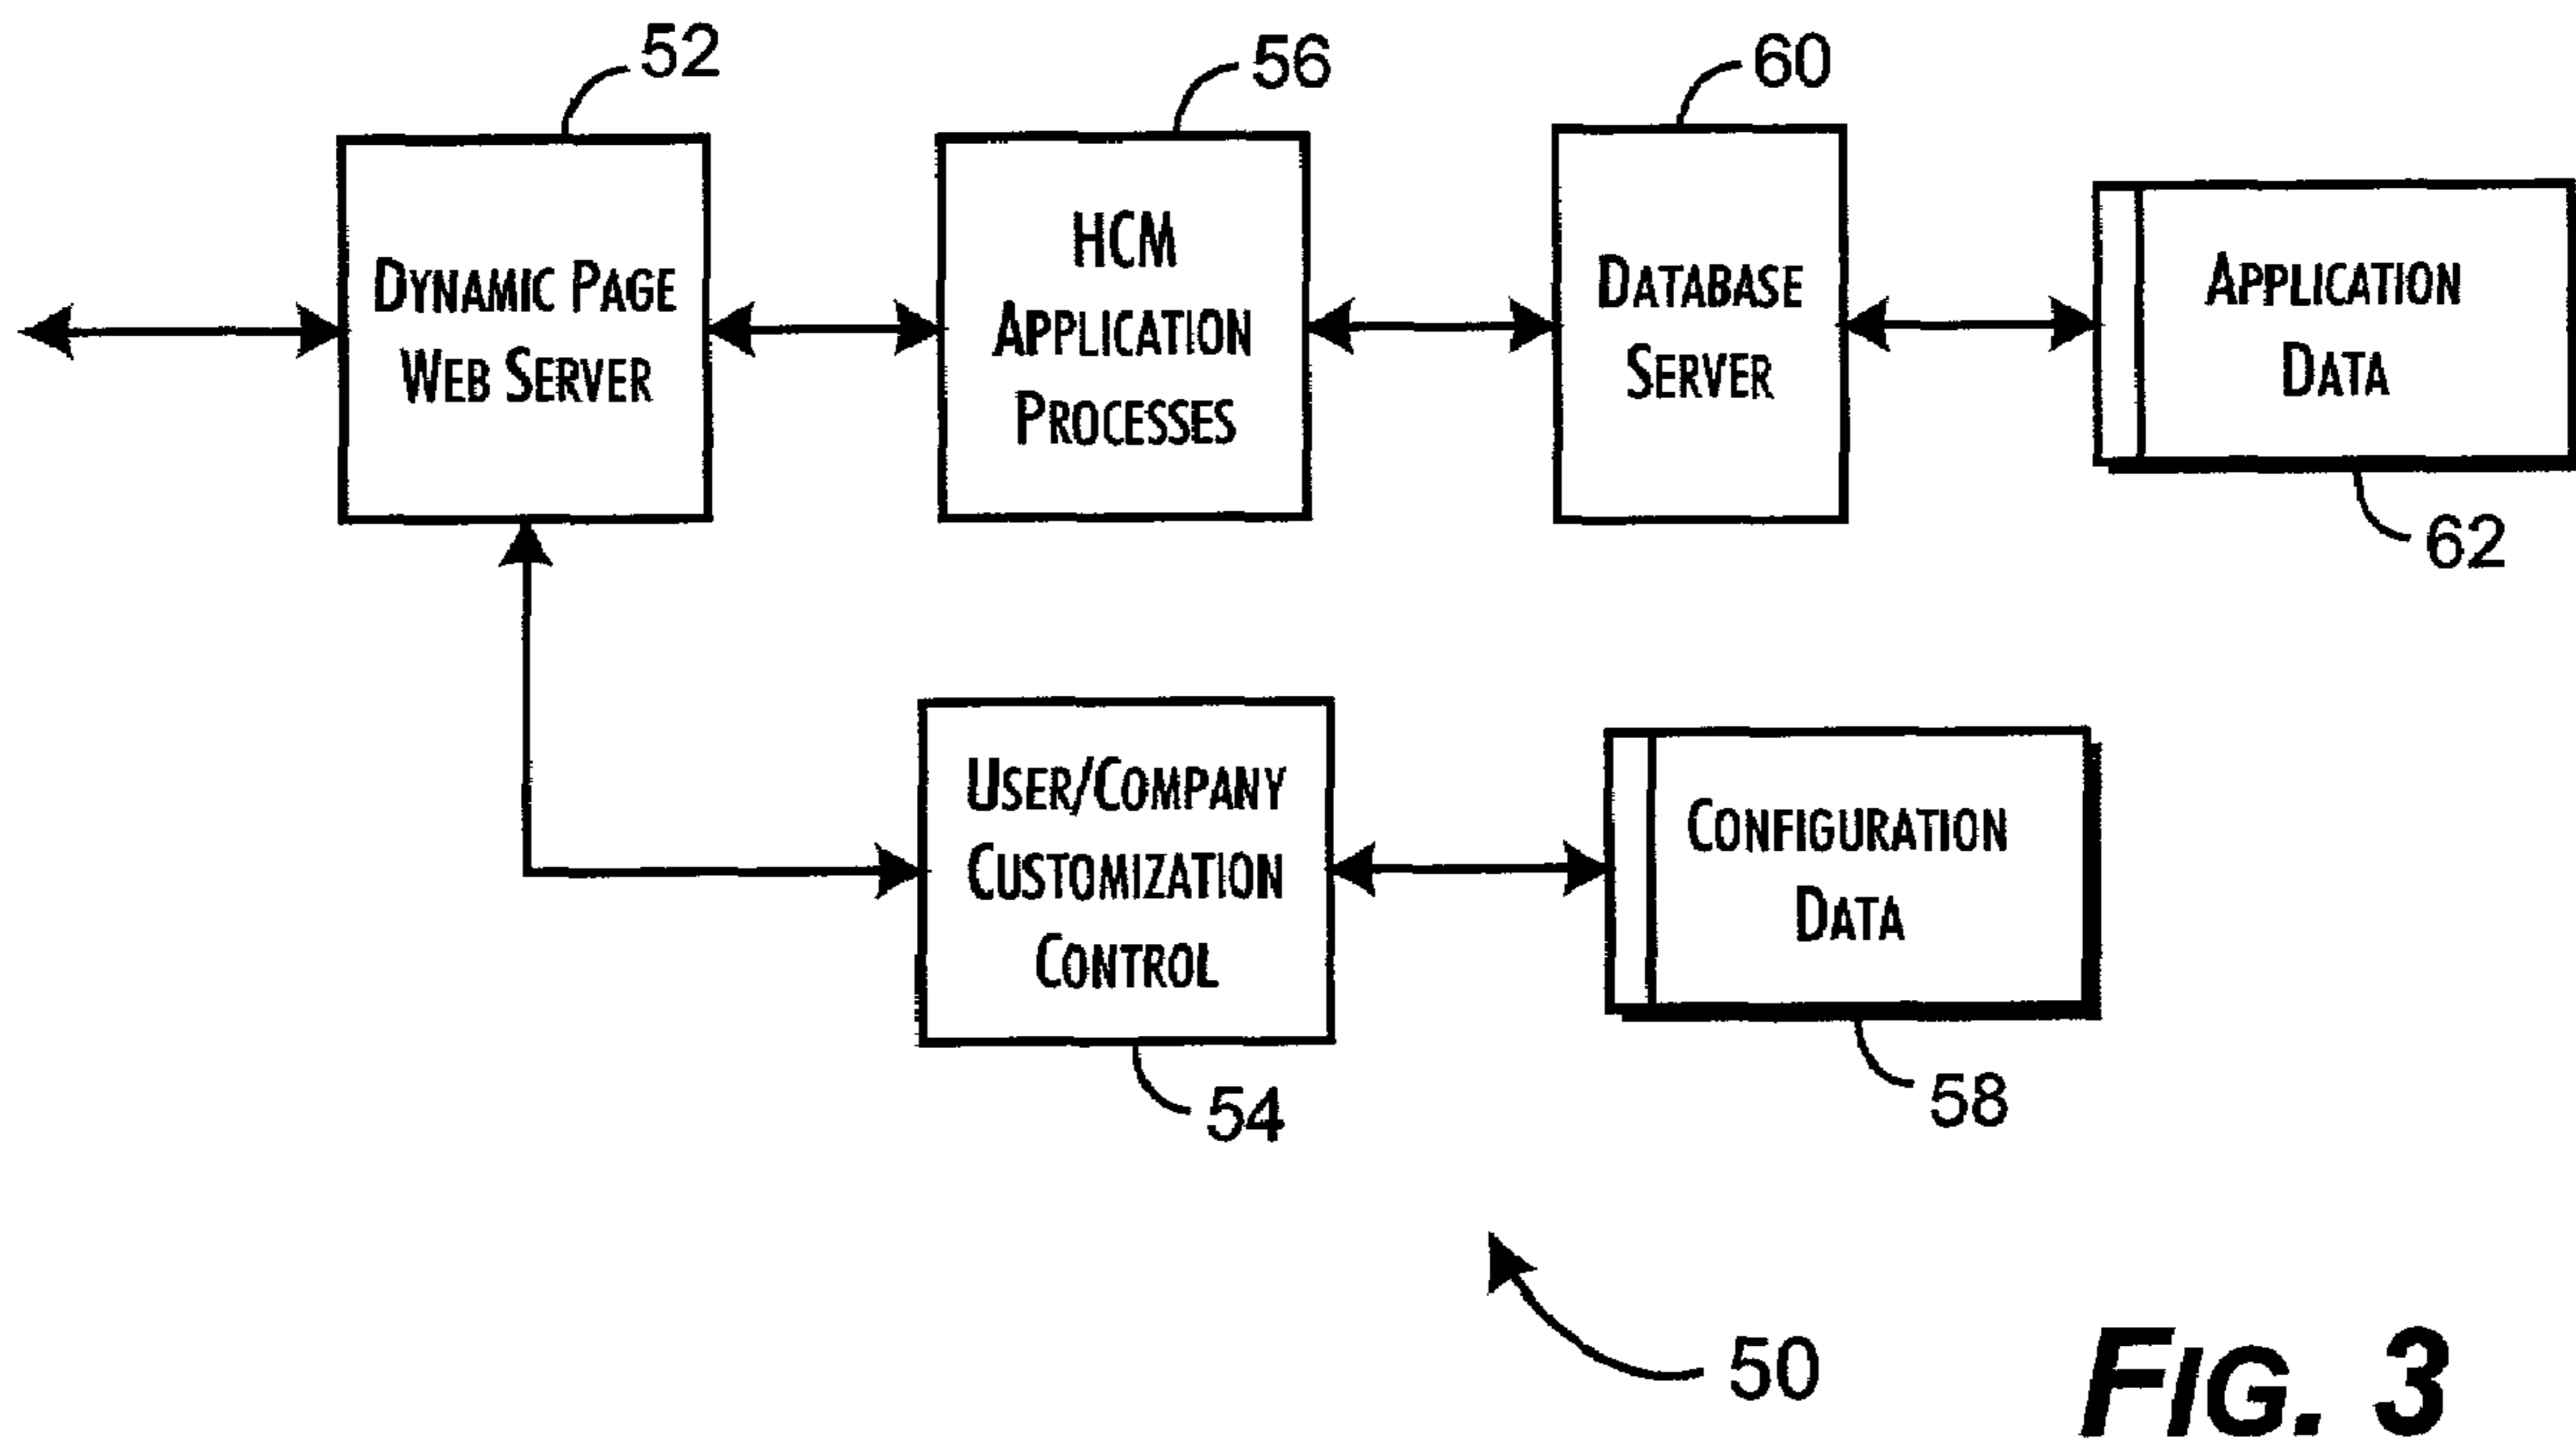 52
56
60
DYNAMIC PAGE
WEB SERVER
HCM
APPLICATION
PROCESSES
DATABASE
SERVER
APPLICATION
DATA
62
USER/COMPANY
CUSTOMIZATION
CONTROL
CONFIGURATION
DATA
54
58
50
FIG. 3